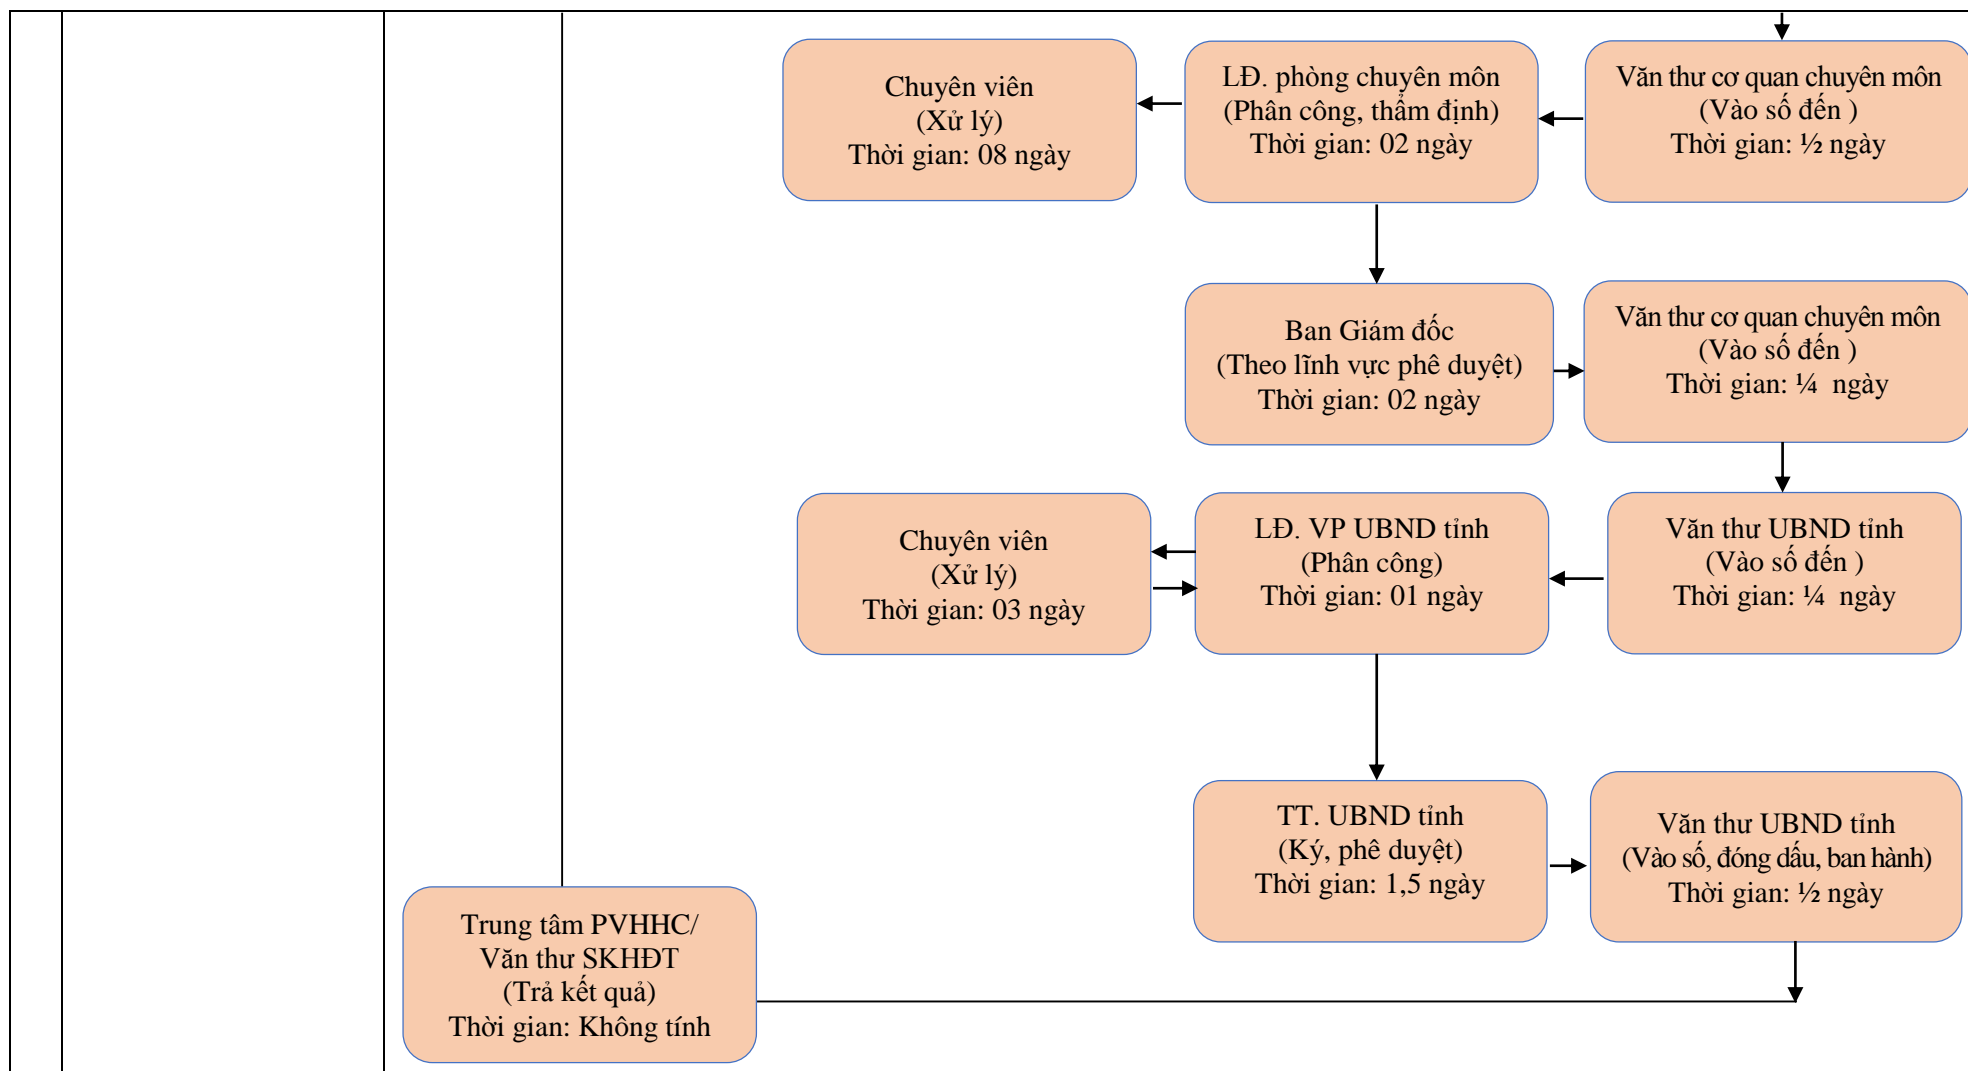 Chuyên viên
(Xử lý)
Thời gian: 08 ngày
LĐ. phòng chuyên môn
(Phân công, thẩm định)
Thời gian: 02 ngày
Văn thư cơ quan chuyên môn
(Vào số đến )
Thời gian: ½ ngày
Ban Giám đốc
(Theo lĩnh vực phê duyệt)
Thời gian: 02 ngày
Văn thư cơ quan chuyên môn
(Vào số đến )
Thời gian: ¼  ngày
Chuyên viên
(Xử lý)
Thời gian: 03 ngày
LĐ. VP UBND tỉnh
(Phân công)
Thời gian: 01 ngày
Văn thư UBND tỉnh
(Vào số đến )
Thời gian: ¼  ngày
TT. UBND tỉnh
(Ký, phê duyệt)
Thời gian: 1,5 ngày
Văn thư UBND tỉnh
(Vào số, đóng dấu, ban hành)
Thời gian: ½ ngày
Trung tâm PVHHC/
Văn thư SKHĐT
(Trả kết quả)
Thời gian: Không tính